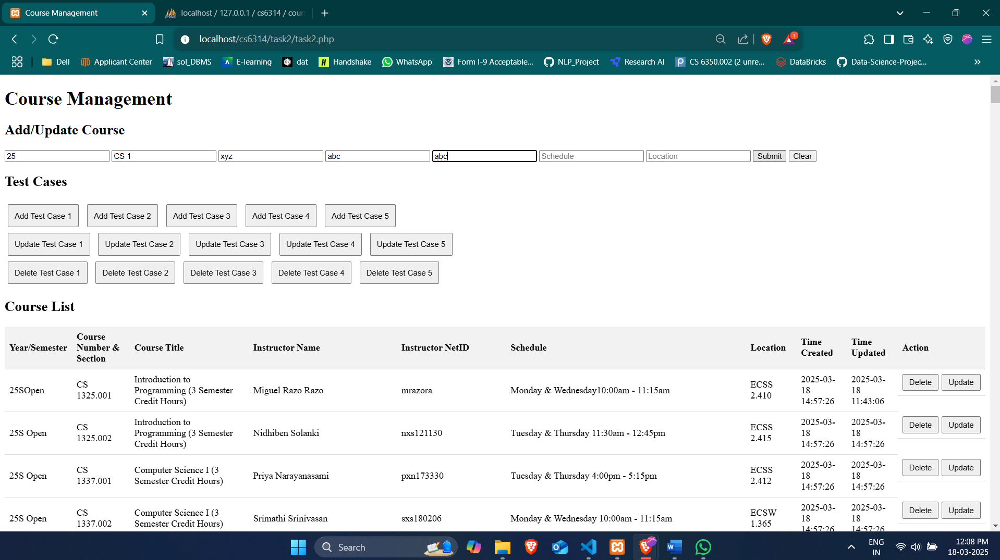 Course Management
localhost / 127.0.0.1 / cs6314 / cour
localhost/cs6314/task2/task2.php
1
Dell
Applicant Center
sol_DBMS
E-learning
dat
Handshake
WhatsApp
Form I-9 Acceptable...
NLP_Project
Research AI
CS 6350.002 (2 unre...
DataBricks
Data-Science-Projec...
Course Management
Add/Update Course
25 CS 1 xyz abc abc Schedule Location Submit Clear
Test Cases
Add Test Case 1 Add Test Case 2 Add Test Case 3 Add Test Case 4 Add Test Case 5
Update Test Case 1 Update Test Case 2 Update Test Case 3 Update Test Case 4 Update Test Case 5
Delete Test Case 1 Delete Test Case 2 Delete Test Case 3 Delete Test Case 4 Delete Test Case 5
Course List
Year/Semester
Course
Number &
Section
Course Title
Instructor Name
Instructor NetID
Schedule
Location
Time
Created
Time
Updated
Action
25SOpen
CS
1325.001
Introduction to
Programming (3 Semester
Credit Hours)
Miguel Razo Razo
mrazora
Monday & Wednesday10:00am - 11:15am
ECSS
2.410
2025-03-
18
14:57:26
2025-03-
18
11:43:06
Delete Update
25S Open
CS
1325.002
Introduction to
Programming (3 Semester
Credit Hours)
Nidhiben Solanki
nxs121130
Tuesday & Thursday 11:30am - 12:45pm
ECSS
2.415
2025-03-
18
14:57:26
2025-03-
18
14:57:26
Delete Update
25S Open
CS
1337.001
Computer Science I (3
Semester Credit Hours)
Priya Narayanasami
pxn173330
Tuesday & Thursday 4:00pm - 5:15pm
ECSS
2.412
2025-03-
18
14:57:26
2025-03-
18
14:57:26
Delete Update
25S Open
CS
1337.002
Computer Science I (3
Semester Credit Hours)
Srimathi Srinivasan
sxs180206
Monday & Wednesday 10:00am - 11:15am
ECSW
1.365
2025-03-
18
14:57:26
2025-03-
18
14:57:26
Delete Update
Search
ENG
IN
12:08 PM
18-03-2025